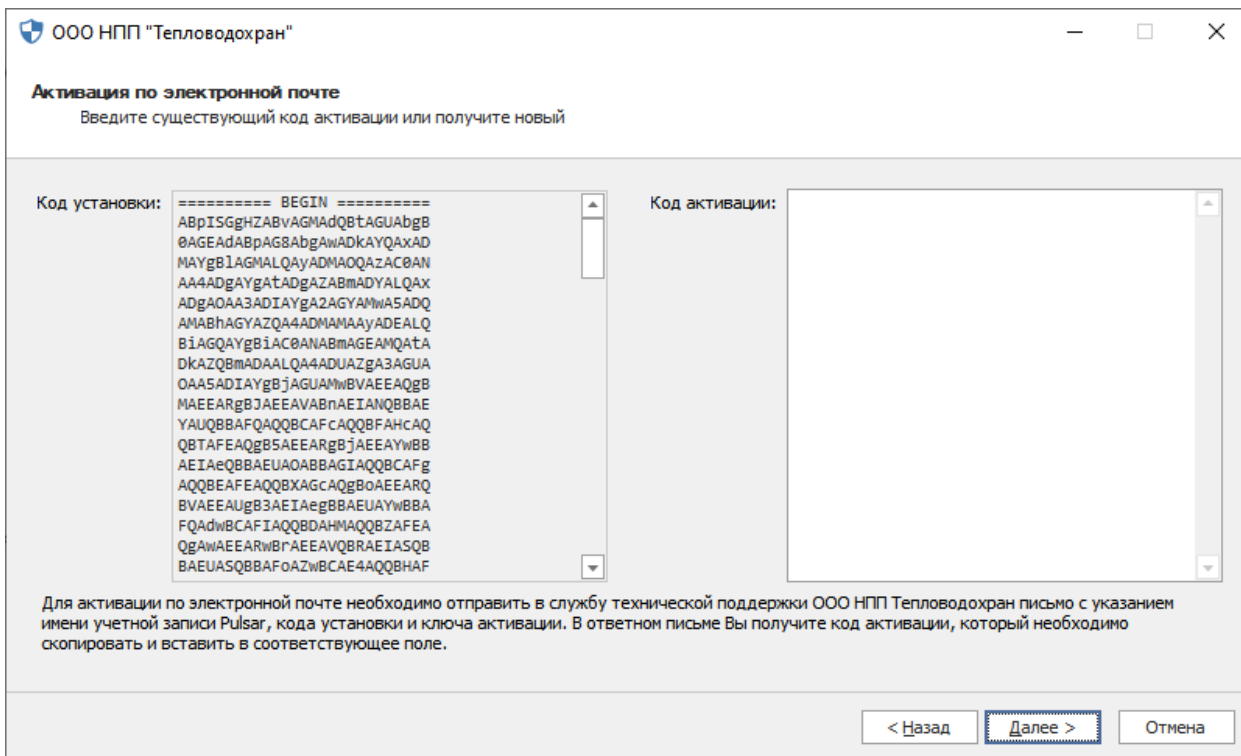 ООО НПП "Тепловодохран"
Активация по электронной почте
Введите существующий код активации или получите новый
Код установки:
========== BEGIN ==========
ABpISGgHZABvAGMAdQBtAGUAbgB
0AGEAdABpAG8AbgAwADkAYQAxAD
MAYgBlAGMALQAyADMAOQAzAC0AN
AA4ADgAYgAtADgAZABmADYALQAx
ADgAOAA3ADIAYgA2AGYAMwA5ADQ
AMABhAGYAZQA4ADMAMAAyADEALQ
BiAGQAYgBiAC0ANABmAGEAMQAtA
DkAZQBmADAALQA4ADUAZgA3AGUA
OAA5ADIAYgBjAGUAMwBVAEEAQgB
MAEEARgBJAEEAVABnAEIANQBBAE
YAUQBBAFQAQQBCAFcAQQBFAHcAQ
QBTAFEAQgB5AEEARgBjAEEAYwBB
AEIAeQBBAEUAOABBAGIAQQBCAFg
AQQBEAFEAQQBXAGcAQgBoAEEARQ
BVAEEAUgB3AEIAegBBAEUAYwBBA
FQAdwBCAFIAQQBDAHMAQQBZAFEA
QgAwAEEARwBrAEEAVQBRAEIASQB
BAEUASQBBAFoAZwBCAE4AQQBHAF
Код активации:
Для активации по электронной почте необходимо отправить в службу технической поддержки ООО НПП Тепловодохран письмо с указанием
имени учетной записи Pulsar, кода установки и ключа активации. В ответном письме Вы получите код активации, который необходимо
скопировать и вставить в соответствующее поле.
< Назад
Далее >
Отмена